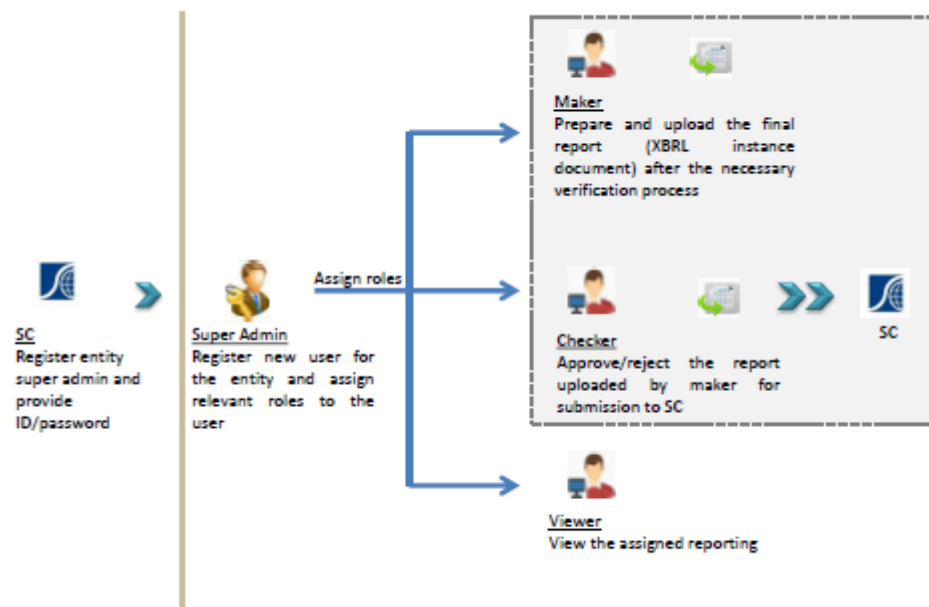 SC
Register entity
super admin and
provide
ID/password
Super Admin
Register new user for
the entity and assign
relevant roles to the
user
Assign roles
Maker
Prepare and upload the final
report (XBRL instance
document) after the necessary
verification process
Checker
Approve/reject the report
uploaded by maker for
submission to SC
SC
Viewer
View the assigned reporting